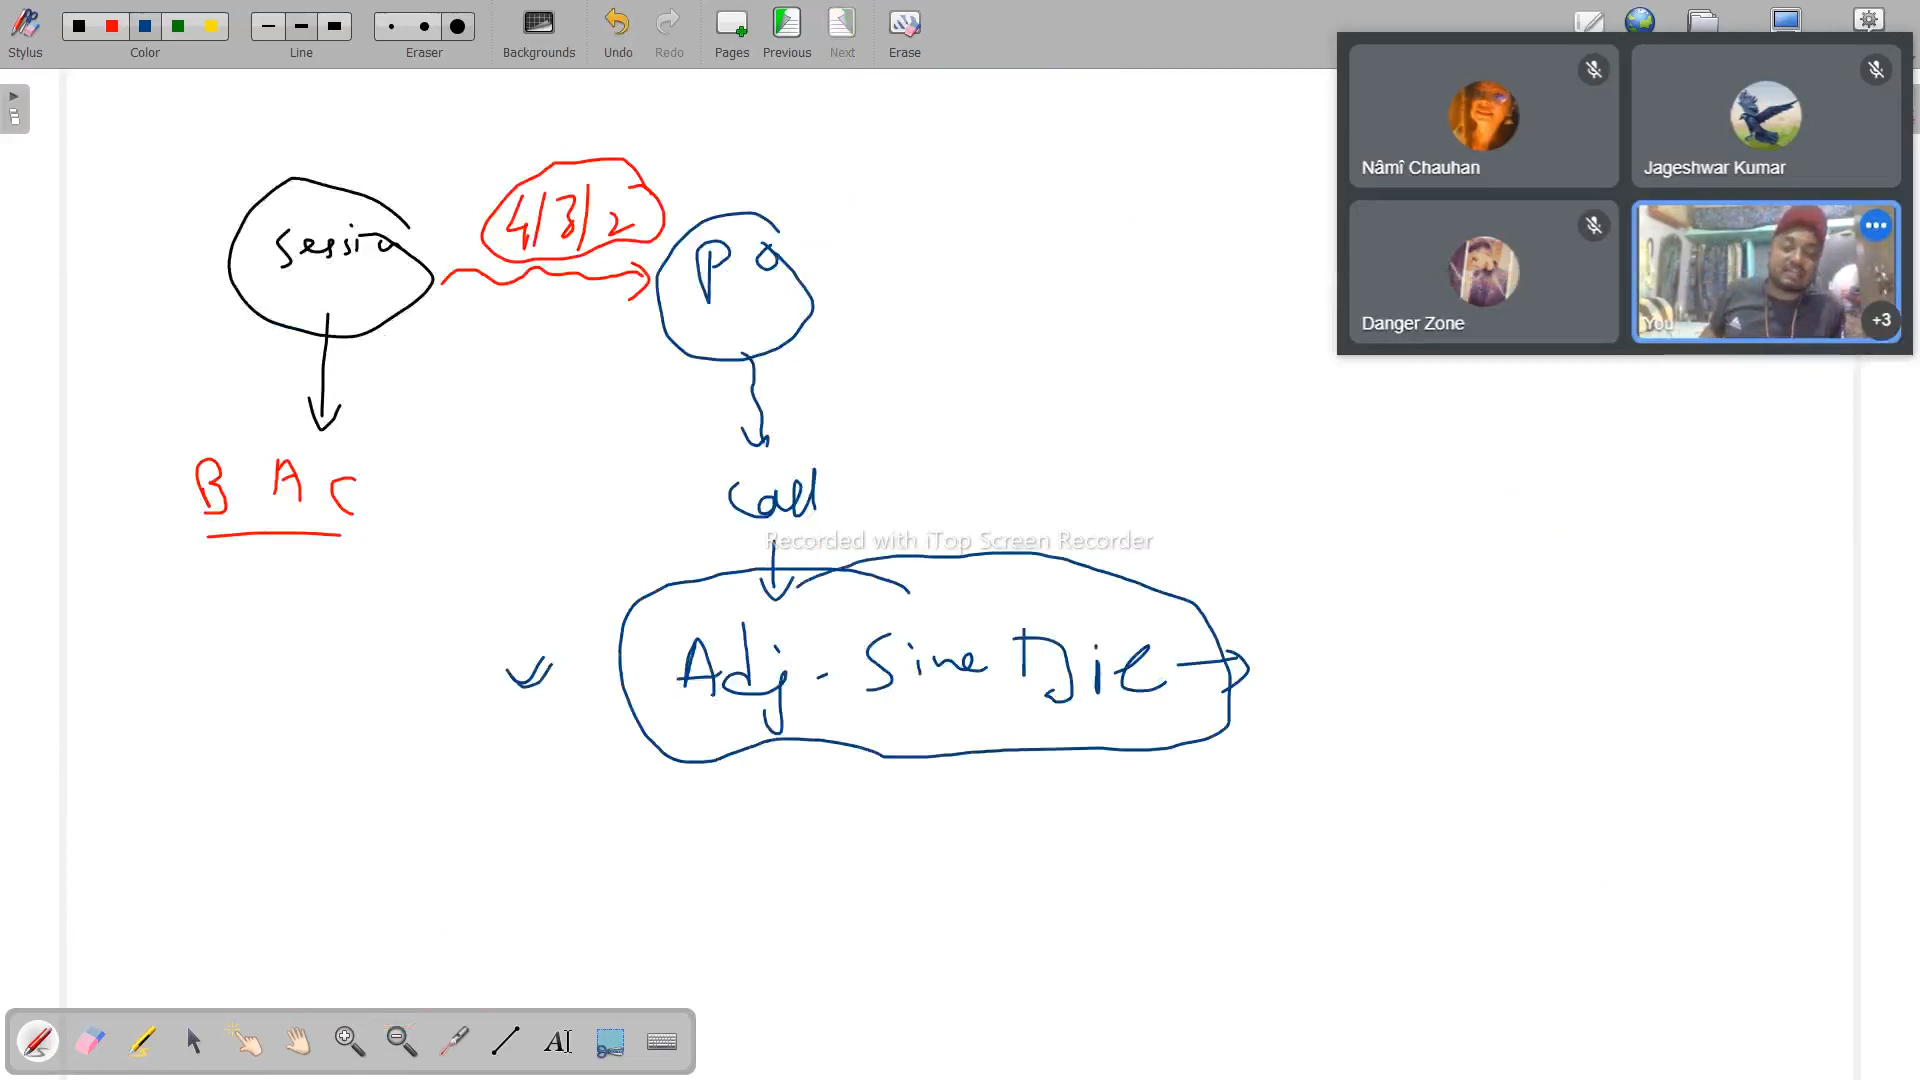 Stylus
Color
Line
Eraser
Backgrounds
Undo
Redo
Pages
Previous
Next
Erase
Nâmî Chauhan
Jageshwar Kumar
Danger Zone
You
+3
4/3/2
Session
P O
B A C
Call
Recorded with iTop Screen Recorder
Adj - Sine Die
AI